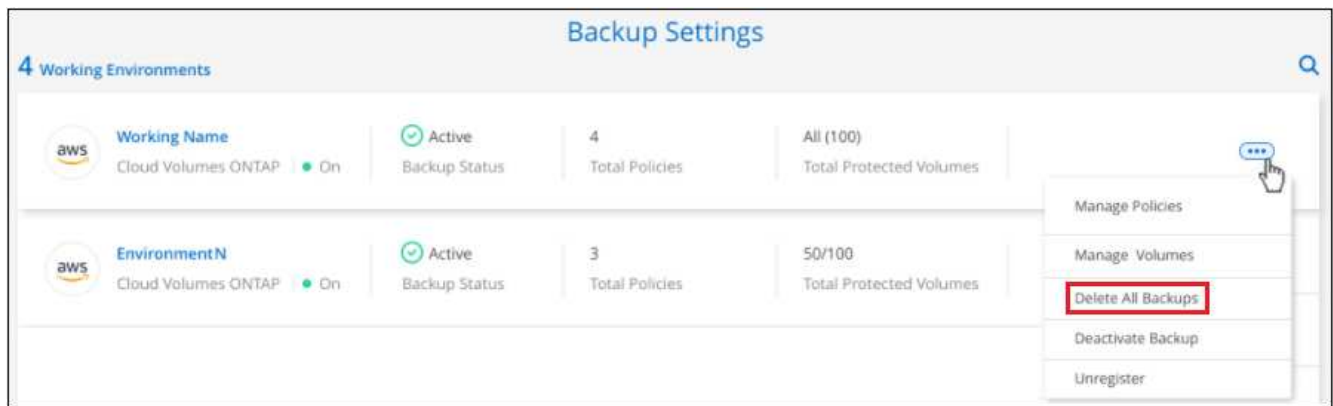 Backup Settings
4 Working Environments
aws
Working Name
Cloud Volumes ONTAP On
Active
Backup Status
4
Total Policies
All (100)
Total Protected Volumes
aws
EnvironmentN
Cloud Volumes ONTAP On
Active
Backup Status
3
Total Policies
50/100
Total Protected Volumes
Manage Policies
Manage Volumes
Delete All Backups
Deactivate Backup
Unregister